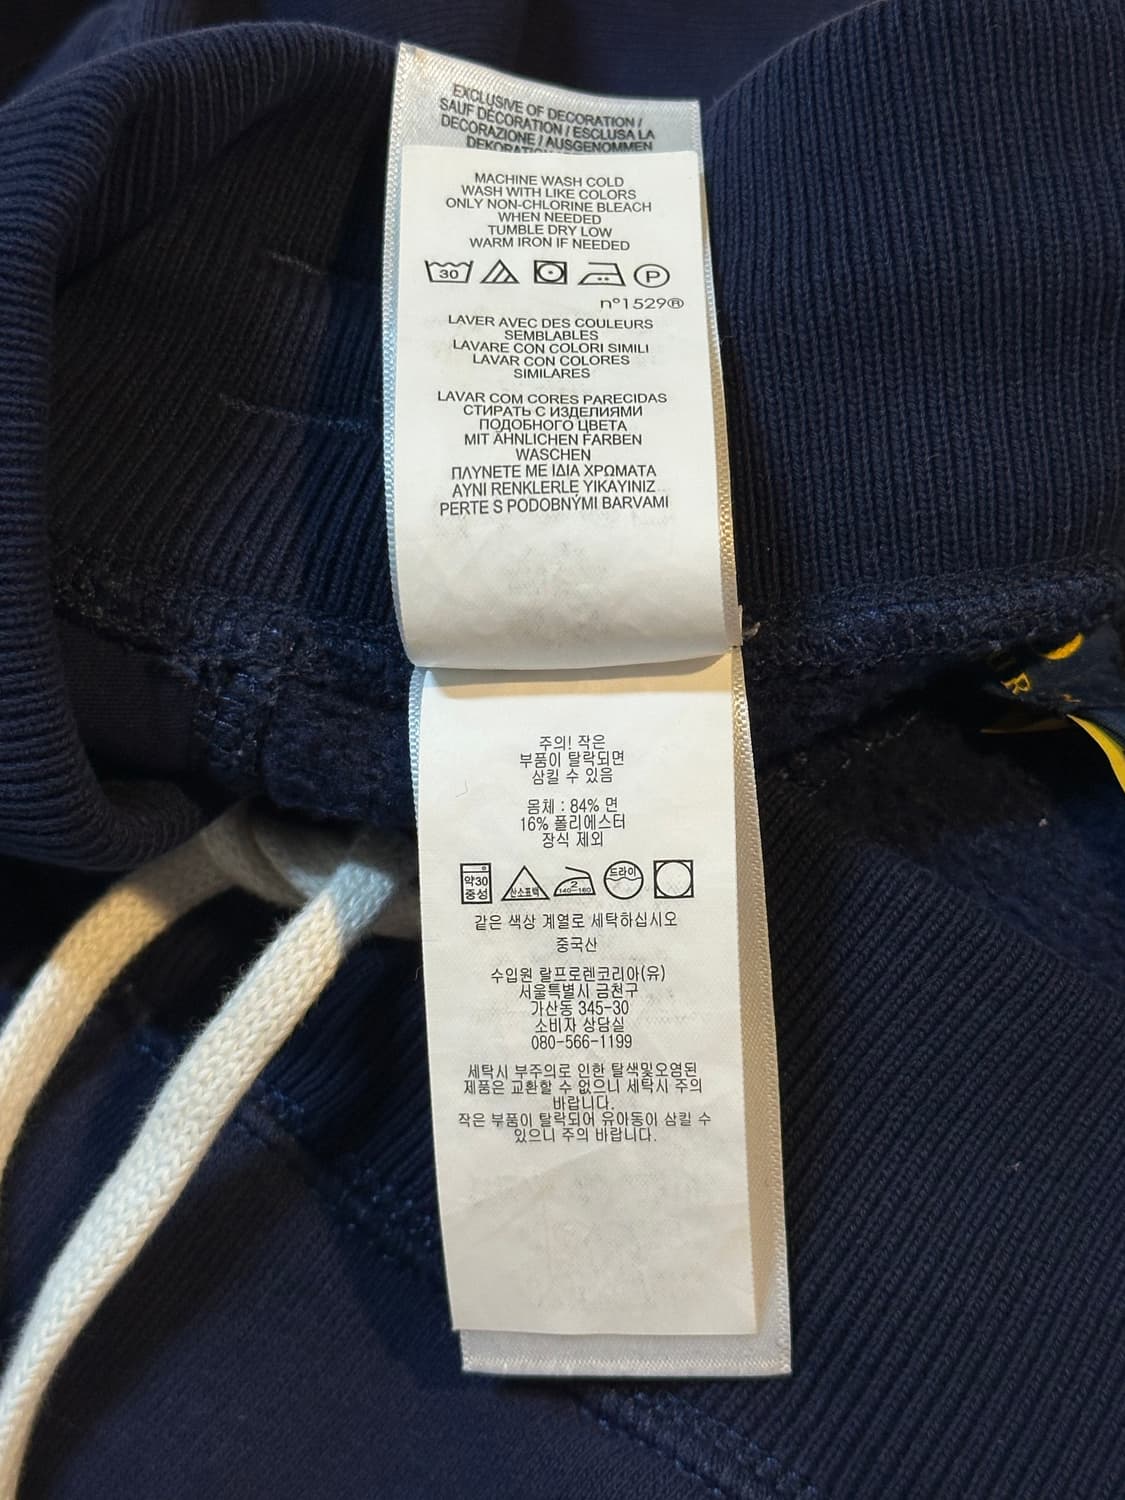 EXCLUSIVE OF DECORATION /
SAUF DÉCORATION / ESCLUSA LA
DECORAZIONE / AUSGENOMMEN
MACHINE WASH COLD
WASH WITH LIKE COLORS
ONLY NON-CHLORINE BLEACH
WHEN NEEDED
TUMBLE DRY LOW
WARM IRON IF NEEDED
30 P
nº1529®
LAVER AVEC DES COULEURS
SEMBLABLES
LAVARE CON COLORI SIMILI
LAVAR CON COLORES
SIMILARES
LAVAR COM CORES PARECIDAS
СТИРАТЬ С ИЗДЕЛИЯМИ
ПОДОБНОГО ЦВЕТА
MIT ÄHNLICHEN FARBEN
WASCHEN
ΠΛΥΝΕΤΕ ΜΕ ΙΔΙΑ ΧΡΩΜΑΤΑ
AYNI RENKLERLE YIKAYINIZ
PERTE S PODOBNÝMI BARVAMI
주의! 작은
부품이 탈락되면
삼킬 수 있음
몸체 : 84% 면
16% 폴리에스터
장식 제외
약30 중성 산소표백 2 140~160 드라이
같은 색상 계열로 세탁하십시오
중국산
수입원 랄프로렌코리아(유)
서울특별시 금천구
가산동 345-30
소비자 상담실
080-566-1199
세탁시 부주의로 인한 탈색및오염된
제품은 교환할 수 없으니 세탁시 주의
바랍니다.
작은 부품이 탈락되어 유아동이 삼킬 수
있으니 주의 바랍니다.